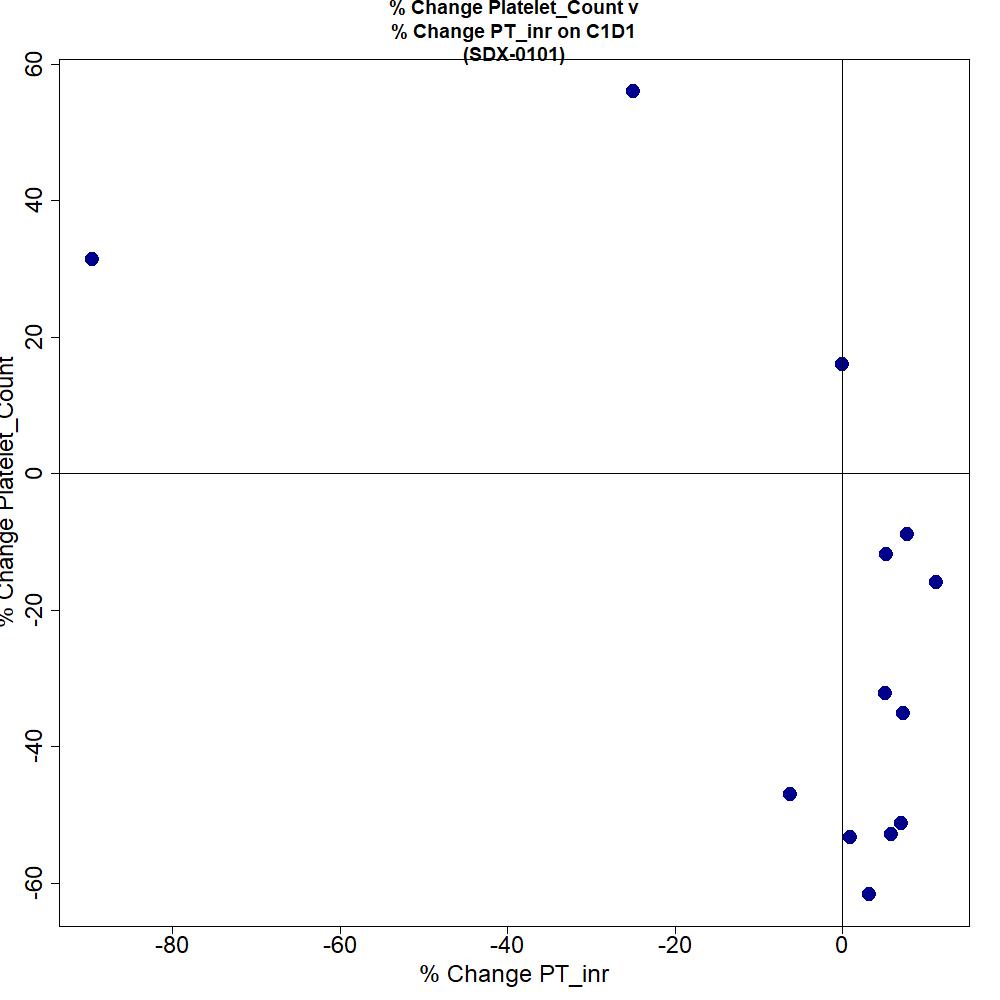 % Change Platelet_Count v
% Change PT_inr on C1D1
(SDX-0101)
60
40
20
0
-20
-40
-60
% Change Platelet_Count
-80
-60
-40
-20
0
% Change PT_inr